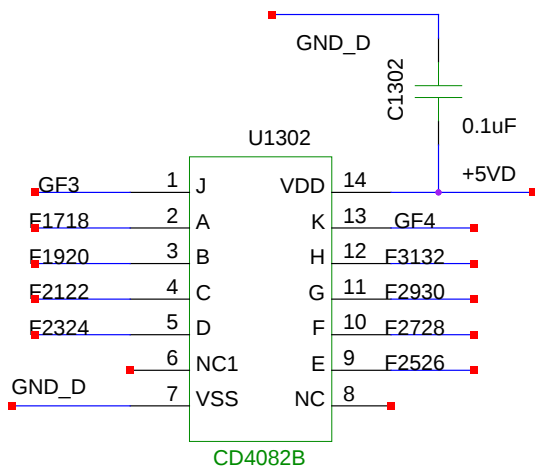 GND_D
C1302
0.1uF
U1302
+5VD
GF3 1 J VDD 14
F1718 2 A K 13 GF4
F1920 3 B H 12 F3132
F2122 4 C G 11 F2930
F2324 5 D F 10 F2728
6 NC1 E 9 F2526
GND_D 7 VSS NC 8
CD4082B